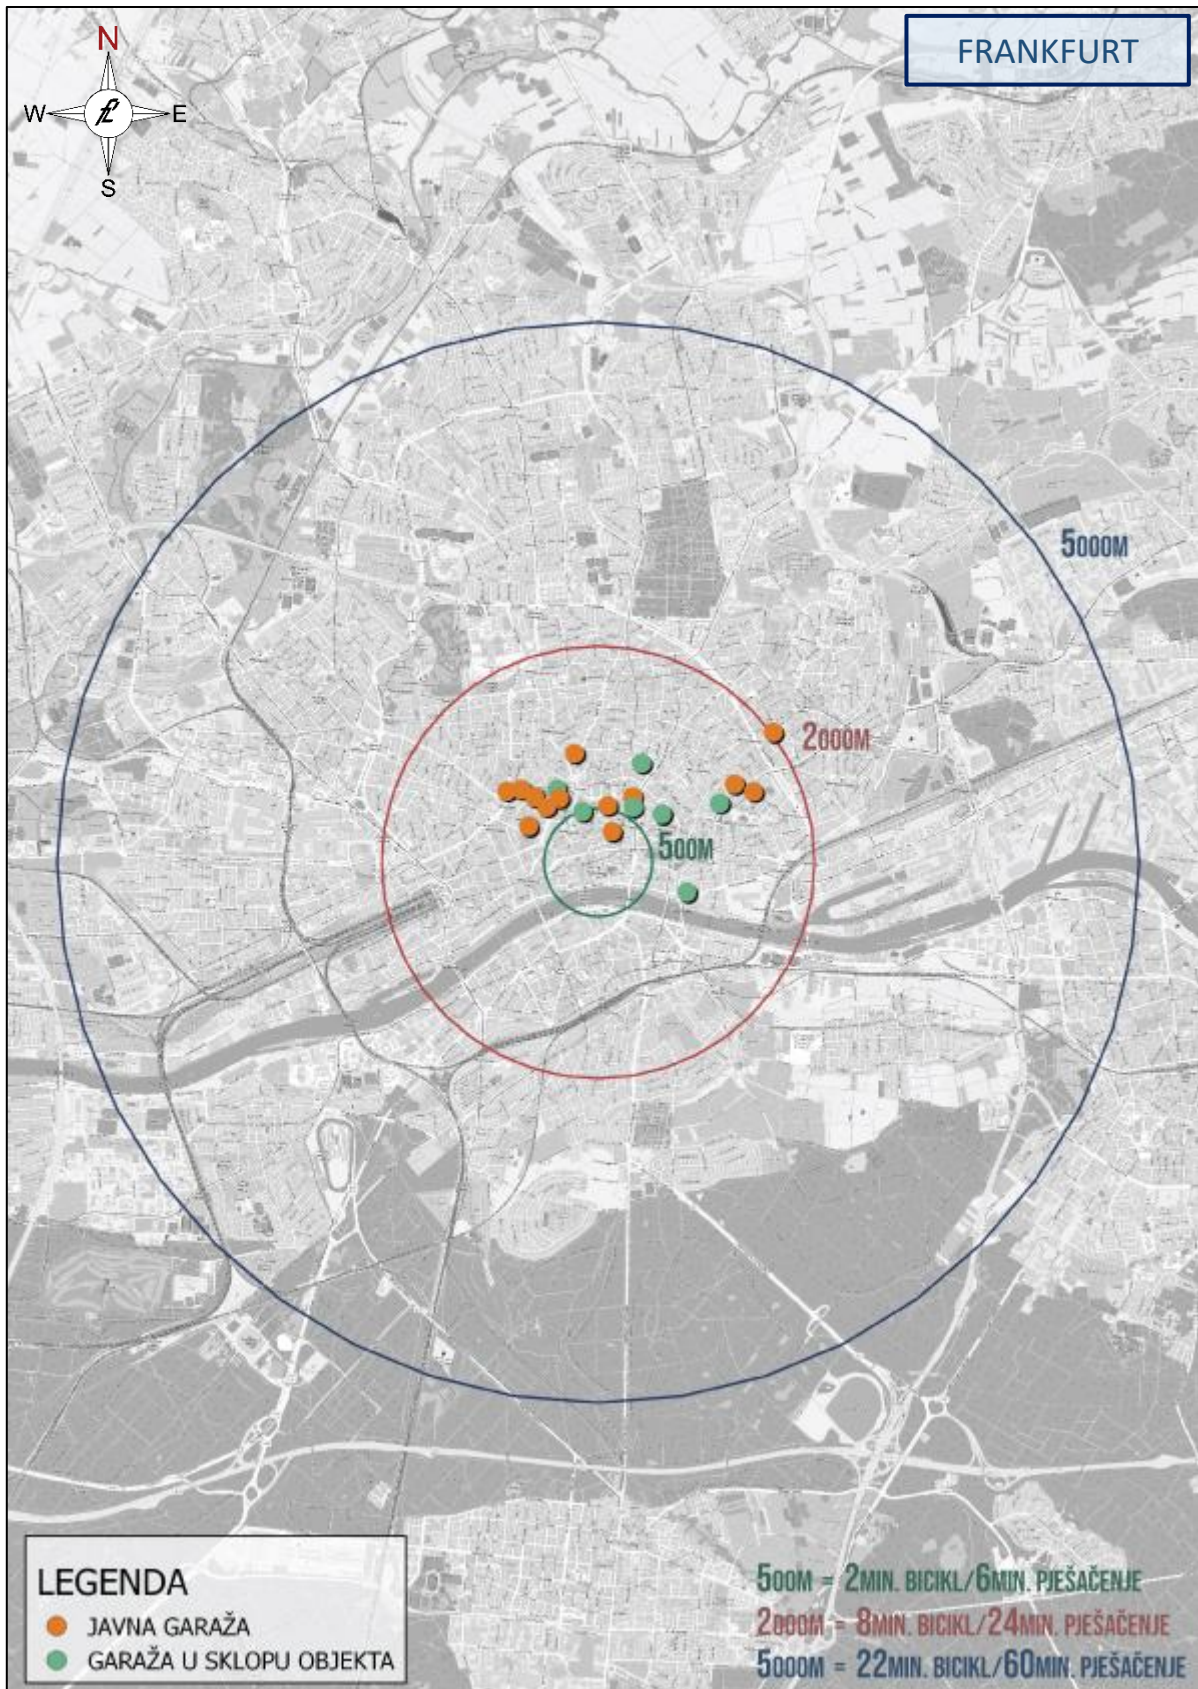 FRANKFURT
N
W
E
S
5000M
2000M
500M
LEGENDA
JAVNA GARAŽA
GARAŽA U SKLOPU OBJEKTA
500M = 2MIN. BICIKL/6MIN. PJEŠAČENJE
2000M = 8MIN. BICIKL/24MIN. PJEŠAČENJE
5000M = 22MIN. BICIKL/60MIN. PJEŠAČENJE